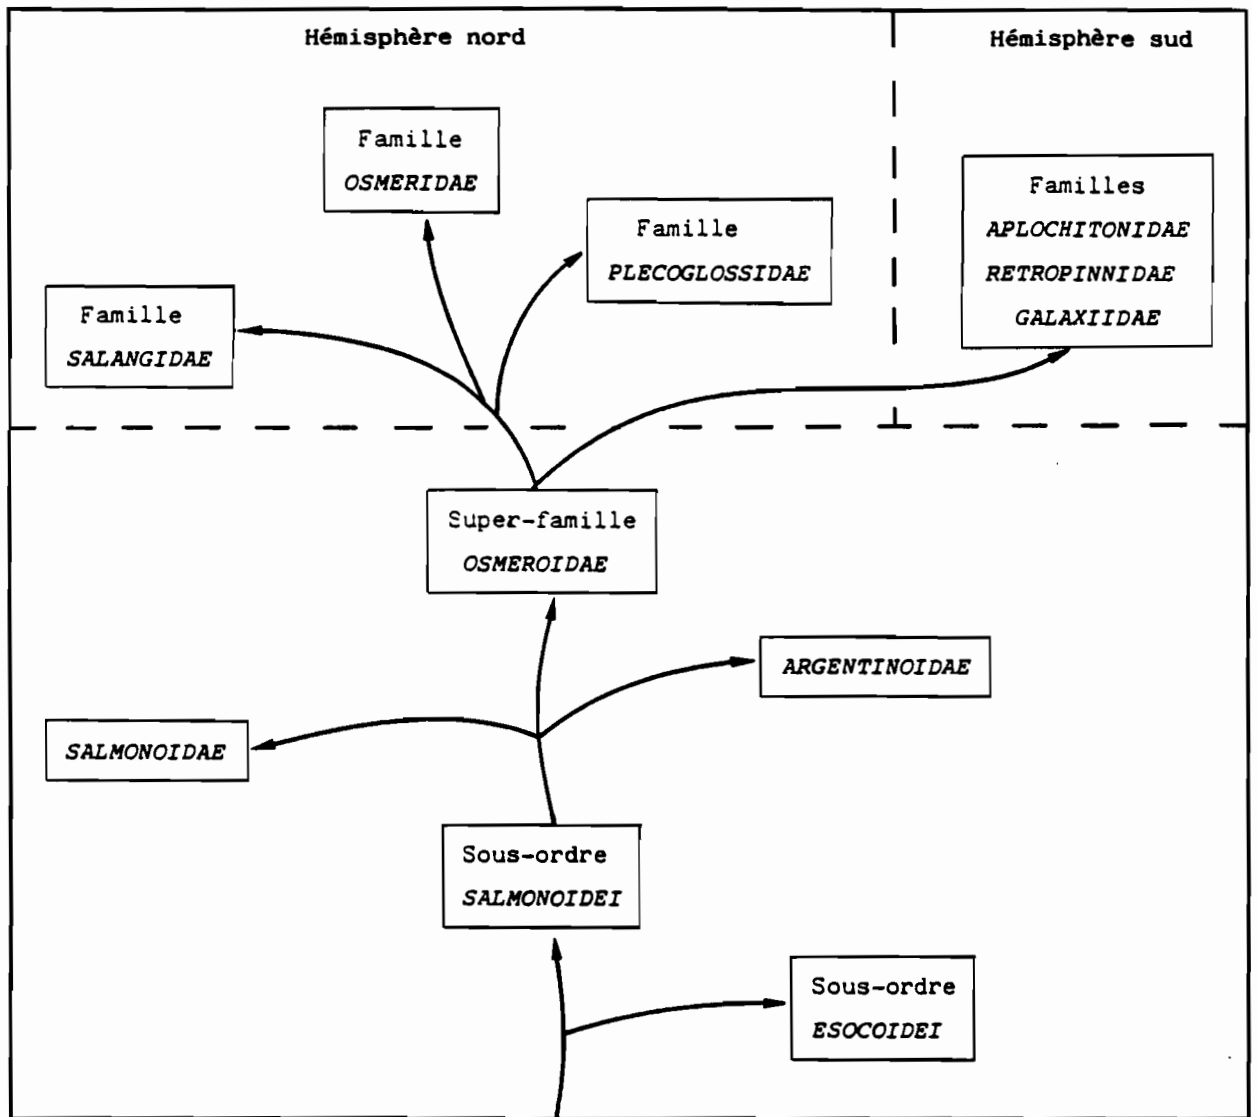 Hémisphère nord
Hémisphère sud
Famille
OSMERIDAE
Famille
PLECOGLOSSIDAE
Familles
APLOCHITONIDAE
RETROPINNIDAE
GALAXIIDAE
Famille
SALANGIDAE
Super-famille
OSMEROIDAE
ARGENTINOIDAE
SALMONOIDAE
Sous-ordre
SALMONOIDEI
Sous-ordre
ESOCOIDEI